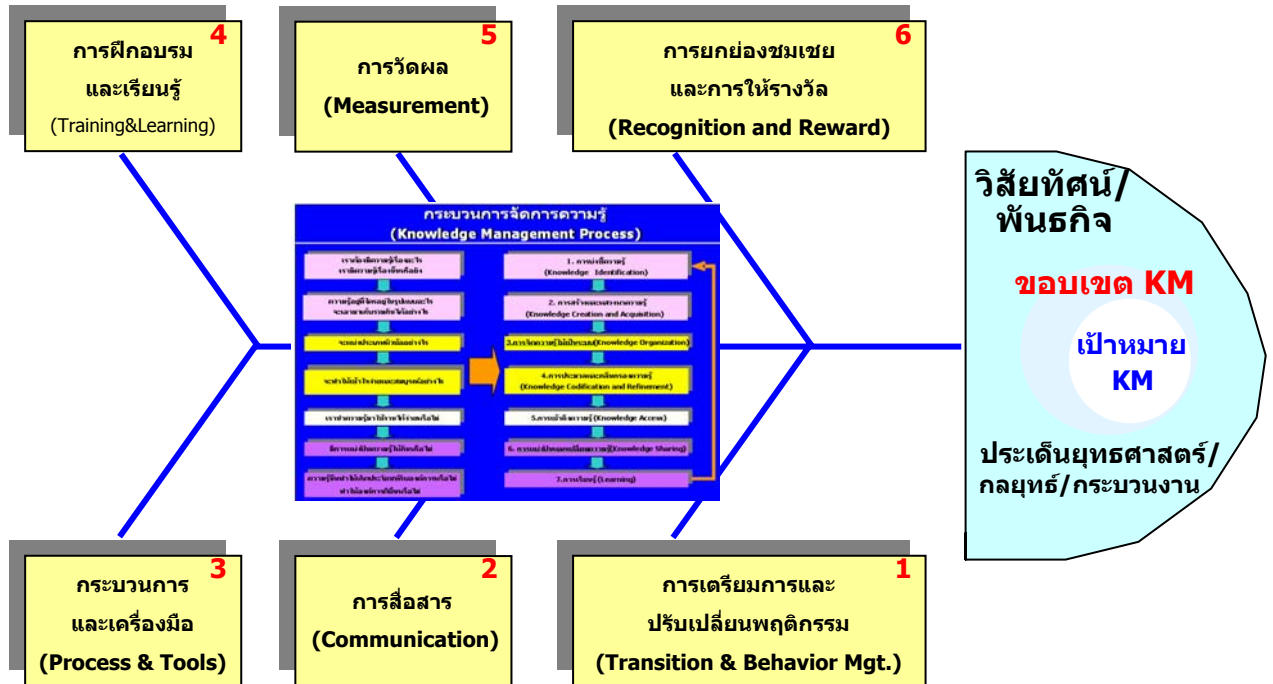 4
การฝึกอบรม
และเรียนรู้
(Training&Learning)
5
การวัดผล
(Measurement)
6
การยกย่องชมเชย
และการให้รางวัล
(Recognition and Reward)
วิสัยทัศน์/
พันธกิจ
ขอบเขต KM
เป้าหมาย
KM
ประเด็นยุทธศาสตร์/
กลยุทธ์/กระบวนงาน
กระบวนการจัดการความรู้
(Knowledge Management Process)
1. การบ่งชี้ความรู้
(Knowledge Identification)
2. การสร้างและแสวงหาความรู้
(Knowledge Creation and Acquisition)
3.การจัดความรู้ให้เป็นระบบ(Knowledge Organization)
4.การประมวลและกลั่นกรองความรู้
(Knowledge Codification and Refinement)
5.การเข้าถึงความรู้(Knowledge Access)
6. การแบ่งปันแลกเปลี่ยนความรู้(Knowledge Sharing)
7.การเรียนรู้(Learning)
3
กระบวนการ
และเครื่องมือ
(Process & Tools)
2
การสื่อสาร
(Communication)
1
การเตรียมการและ
ปรับเปลี่ยนพฤติกรรม
(Transition & Behavior Mgt.)